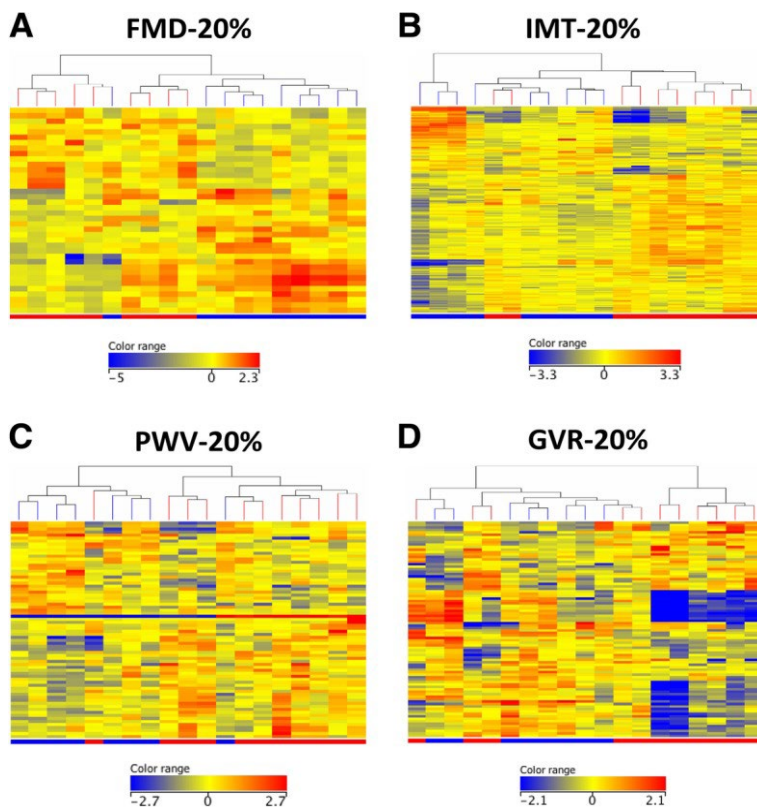 A
FMD-20%
Color range
−5 0 2.3
B
IMT-20%
Color range
−3.3 0 3.3
C
PWV-20%
Color range
−2.7 0 2.7
D
GVR-20%
Color range
−2.1 0 2.1